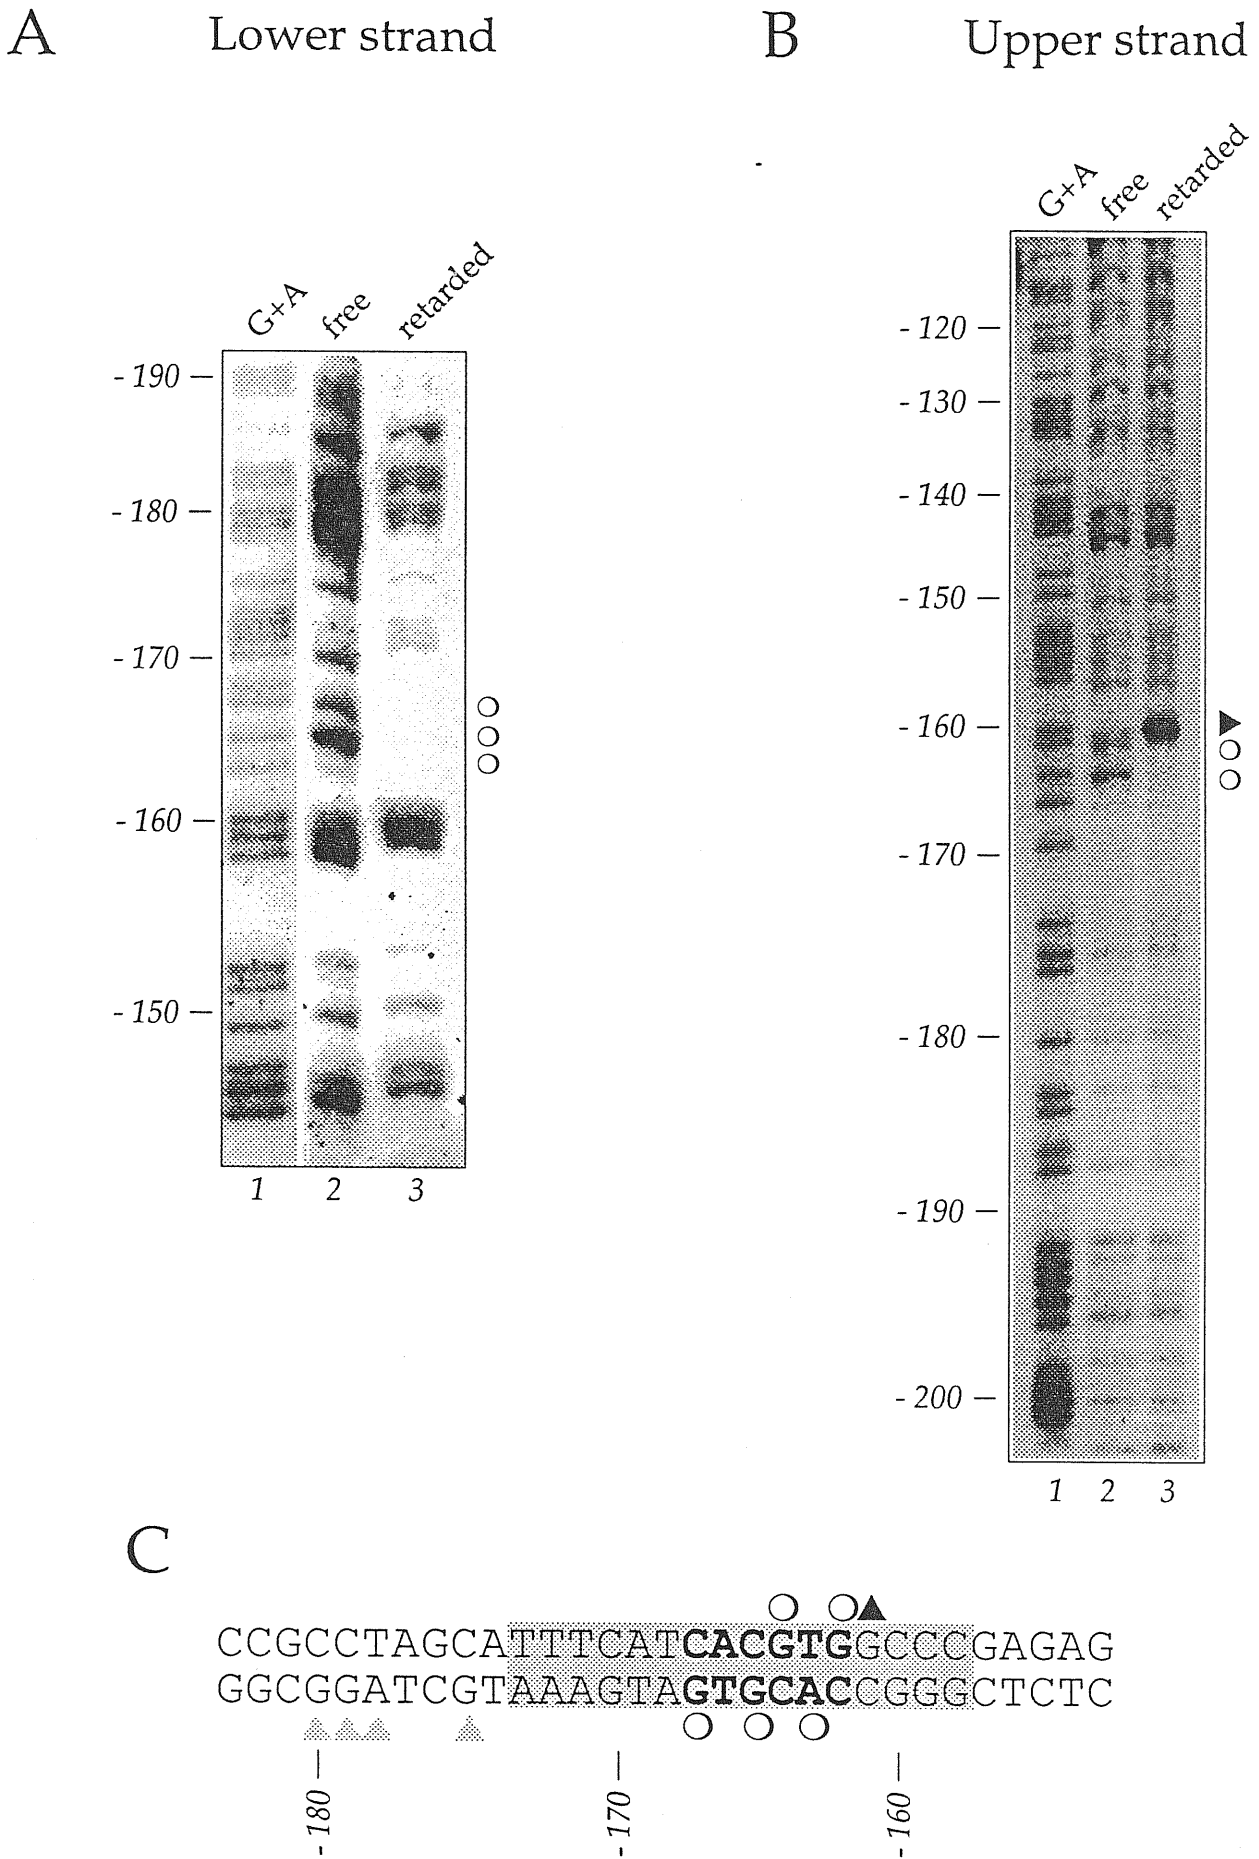 A Lower strand
G+A free retarded
- 190
- 180
- 170
- 160
- 150
1 2 3
B Upper strand
G+A free retarded
- 120
- 130
- 140
- 150
- 160
- 170
- 180
- 190
- 200
1 2 3
C
CCGCCTAGCATTTCATCACGTGGCCCGAGAG
GGCGGATCGTAAAGTAGTGCACCGGGCTCTC
- 180 - 170 - 160